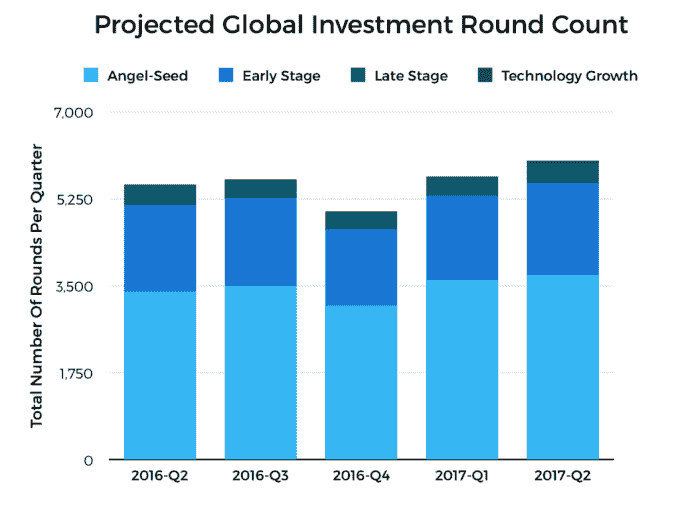 Projected Global Investment Round Count
Angel-Seed Early Stage Late Stage Technology Growth
Total Number Of Rounds Per Quarter
7,000
5,250
3,500
1,750
0
2016-Q2 2016-Q3 2016-Q4 2017-Q1 2017-Q2